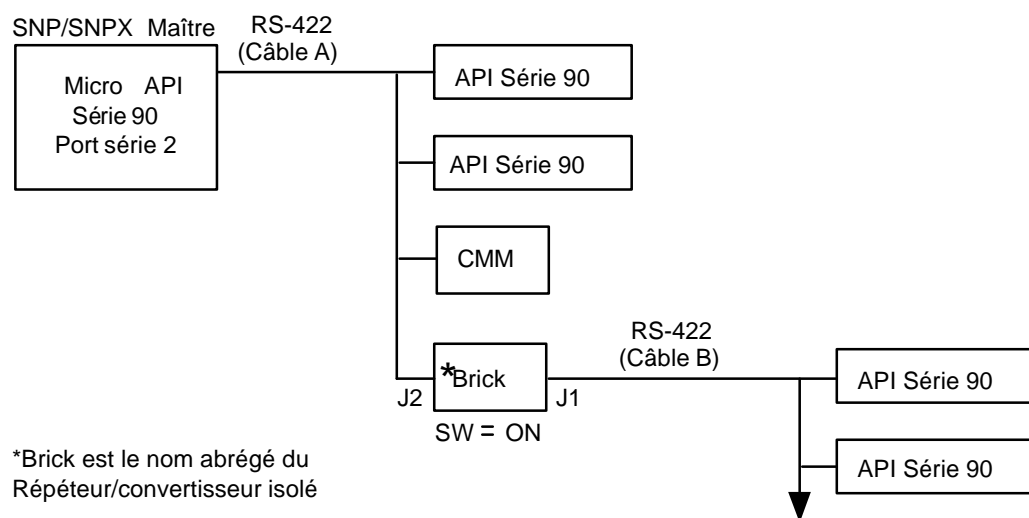 SNP/SNPX Maître
Micro API
Série 90
Port série 2
RS-422
(Câble A)
API Série 90
API Série 90
CMM
*Brick
J2
J1
SW = ON
RS-422
(Câble B)
API Série 90
API Série 90
*Brick est le nom abrégé du
Répéteur/convertisseur isolé